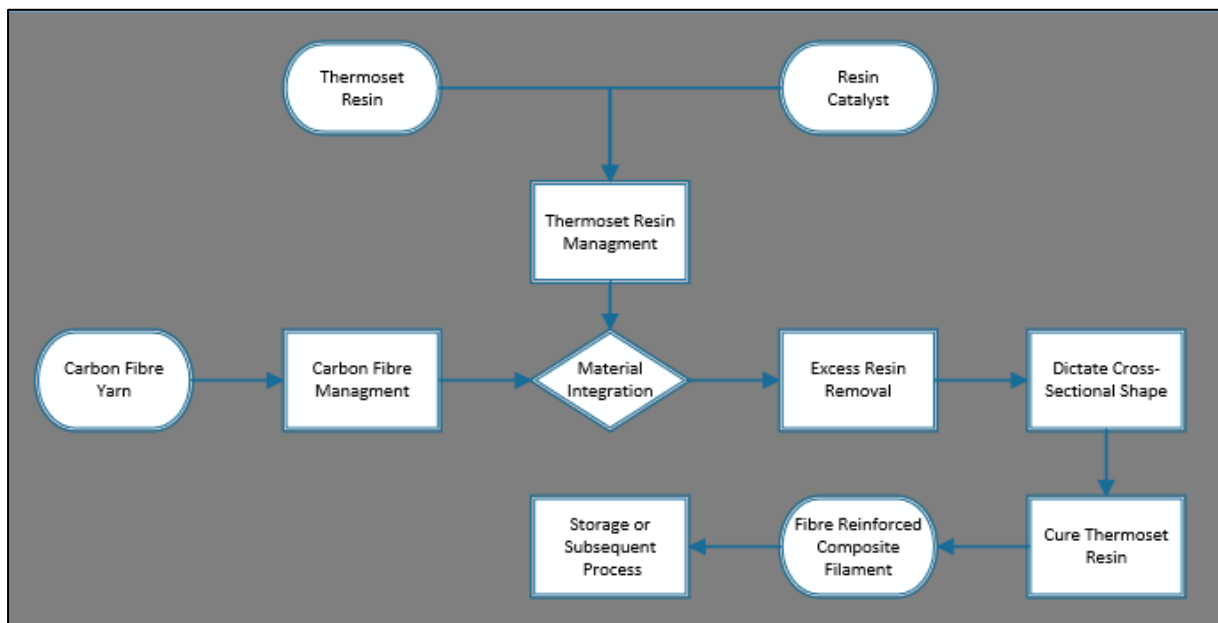 Thermoset
Resin
Resin
Catalyst
Thermoset Resin
Managment
Carbon Fibre
Yarn
Carbon Fibre
Managment
Material
Integration
Excess Resin
Removal
Dictate Cross-
Sectional Shape
Storage or
Subsequent
Process
Fibre Reinforced
Composite
Filament
Cure Thermoset
Resin